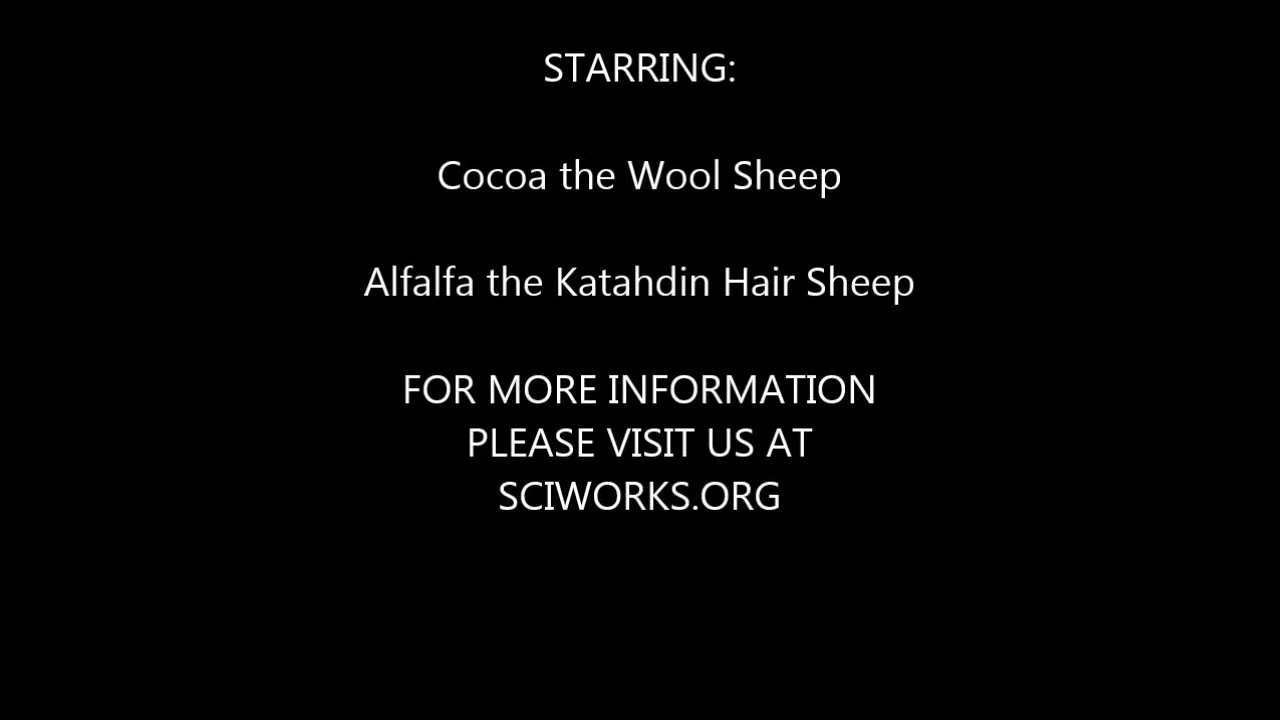 STARRING:
Cocoa the Wool Sheep
Alfalfa the Katahdin Hair Sheep
FOR MORE INFORMATION
PLEASE VISIT US AT
SCIWORKS.ORG